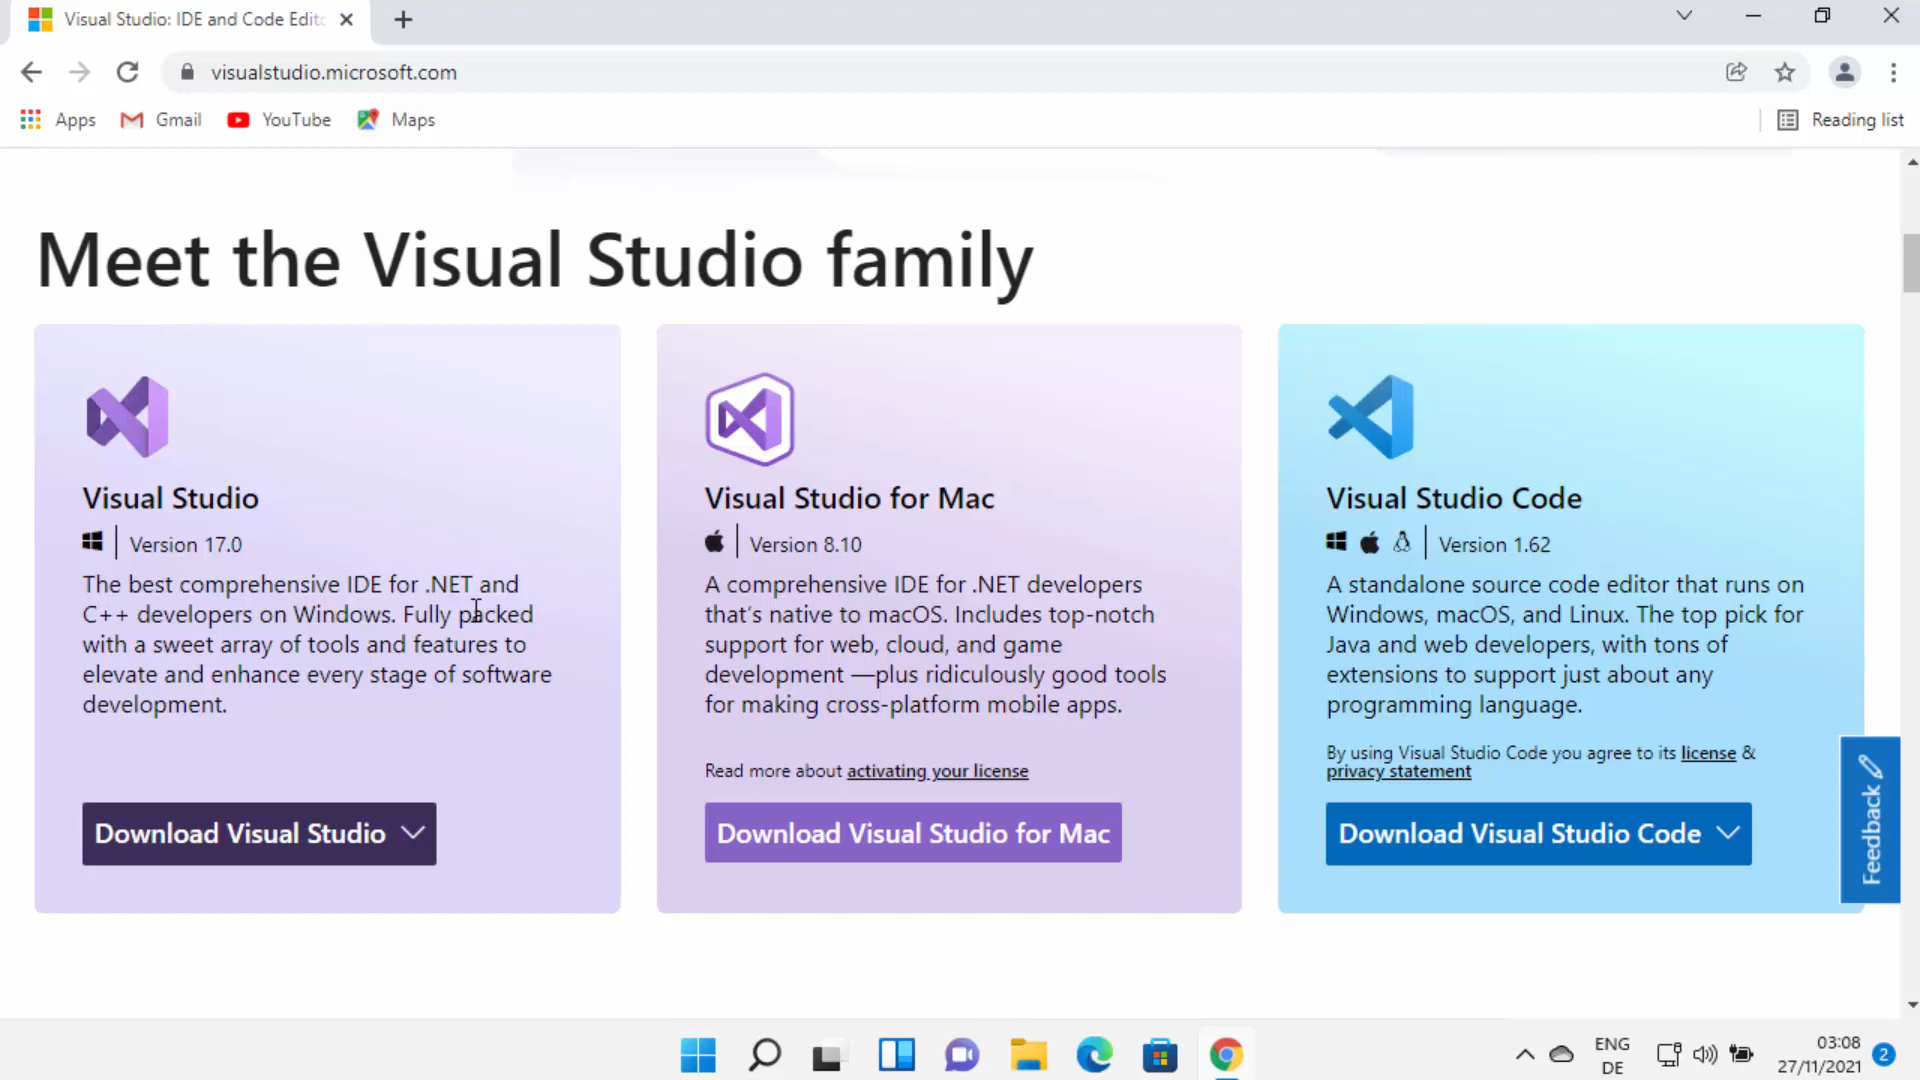 Visual Studio: IDE and Code Edito
visualstudio.microsoft.com
Apps
Gmail
YouTube
Maps
Reading list
Meet the Visual Studio family
Visual Studio
Version 17.0
The best comprehensive IDE for .NET and
C++ developers on Windows. Fully packed
with a sweet array of tools and features to
elevate and enhance every stage of software
development.
Download Visual Studio
Visual Studio for Mac
Version 8.10
A comprehensive IDE for .NET developers
that's native to macOS. Includes top-notch
support for web, cloud, and game
development —plus ridiculously good tools
for making cross-platform mobile apps.
Read more about activating your license
Download Visual Studio for Mac
Visual Studio Code
Version 1.62
A standalone source code editor that runs on
Windows, macOS, and Linux. The top pick for
Java and web developers, with tons of
extensions to support just about any
programming language.
By using Visual Studio Code you agree to its license &
privacy statement
Download Visual Studio Code
Feedback
ENG
DE
03:08
27/11/2021
2